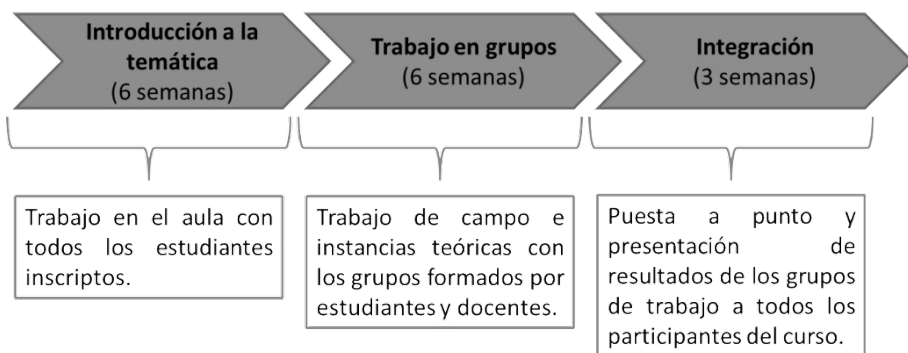 Introducción a la
temática
(6 semanas)
Trabajo en grupos
(6 semanas)
Integración
(3 semanas)
Trabajo en el aula con
todos los estudiantes
inscriptos.
Trabajo de campo e
instancias teóricas con
los grupos formados por
estudiantes y docentes.
Puesta a punto y
presentación de
resultados de los grupos
de trabajo a todos los
participantes del curso.